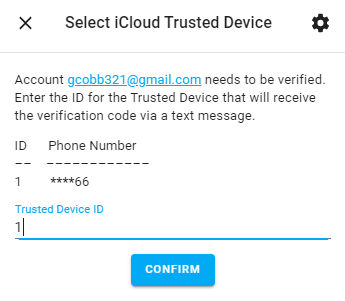 Select iCloud Trusted Device
Account gcobb321@gmail.com needs to be verified.
Enter the ID for the Trusted Device that will receive
the verification code via a text message.
ID Phone Number
–– ––––––––––––
1 ****66
Trusted Device ID
1
CONFIRM